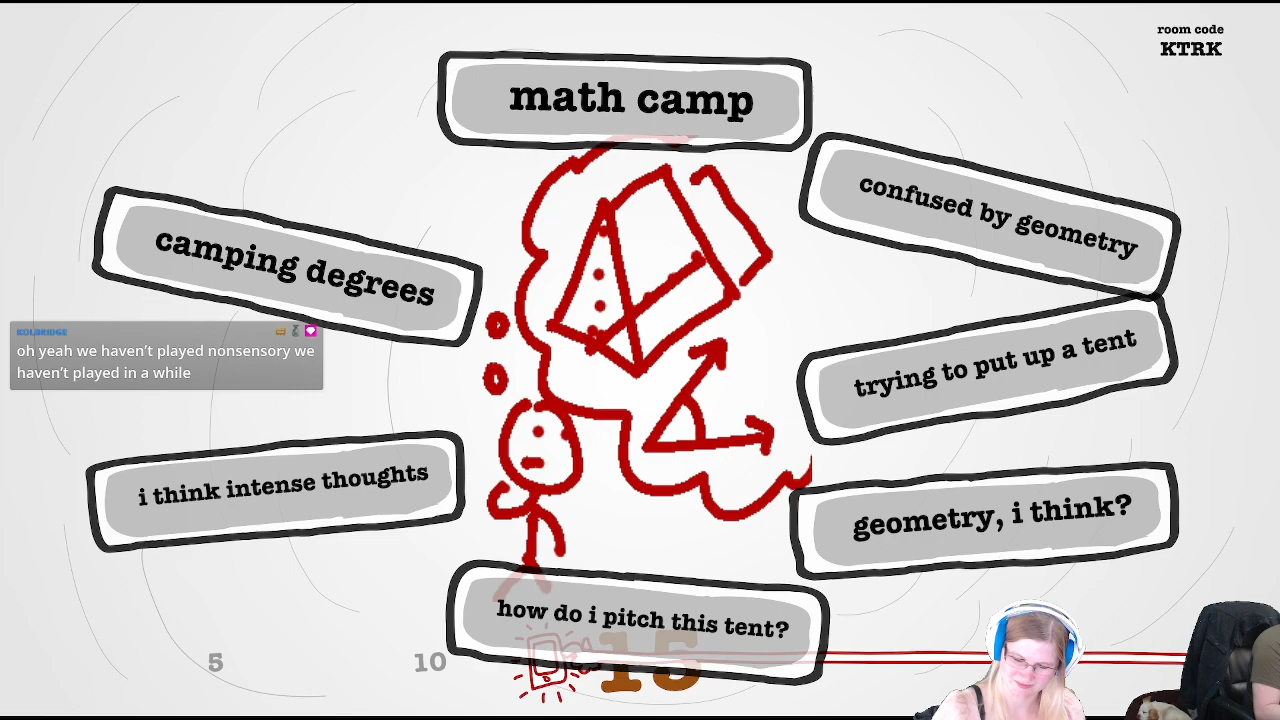 room code
KTRK
math camp
confused by geometry
camping degrees
KOLBRIDGE
oh yeah we haven't played nonsensory we
haven't played in a while
trying to put up a tent
i think intense thoughts
geometry, i think?
how do i pitch this tent?
5
10
15